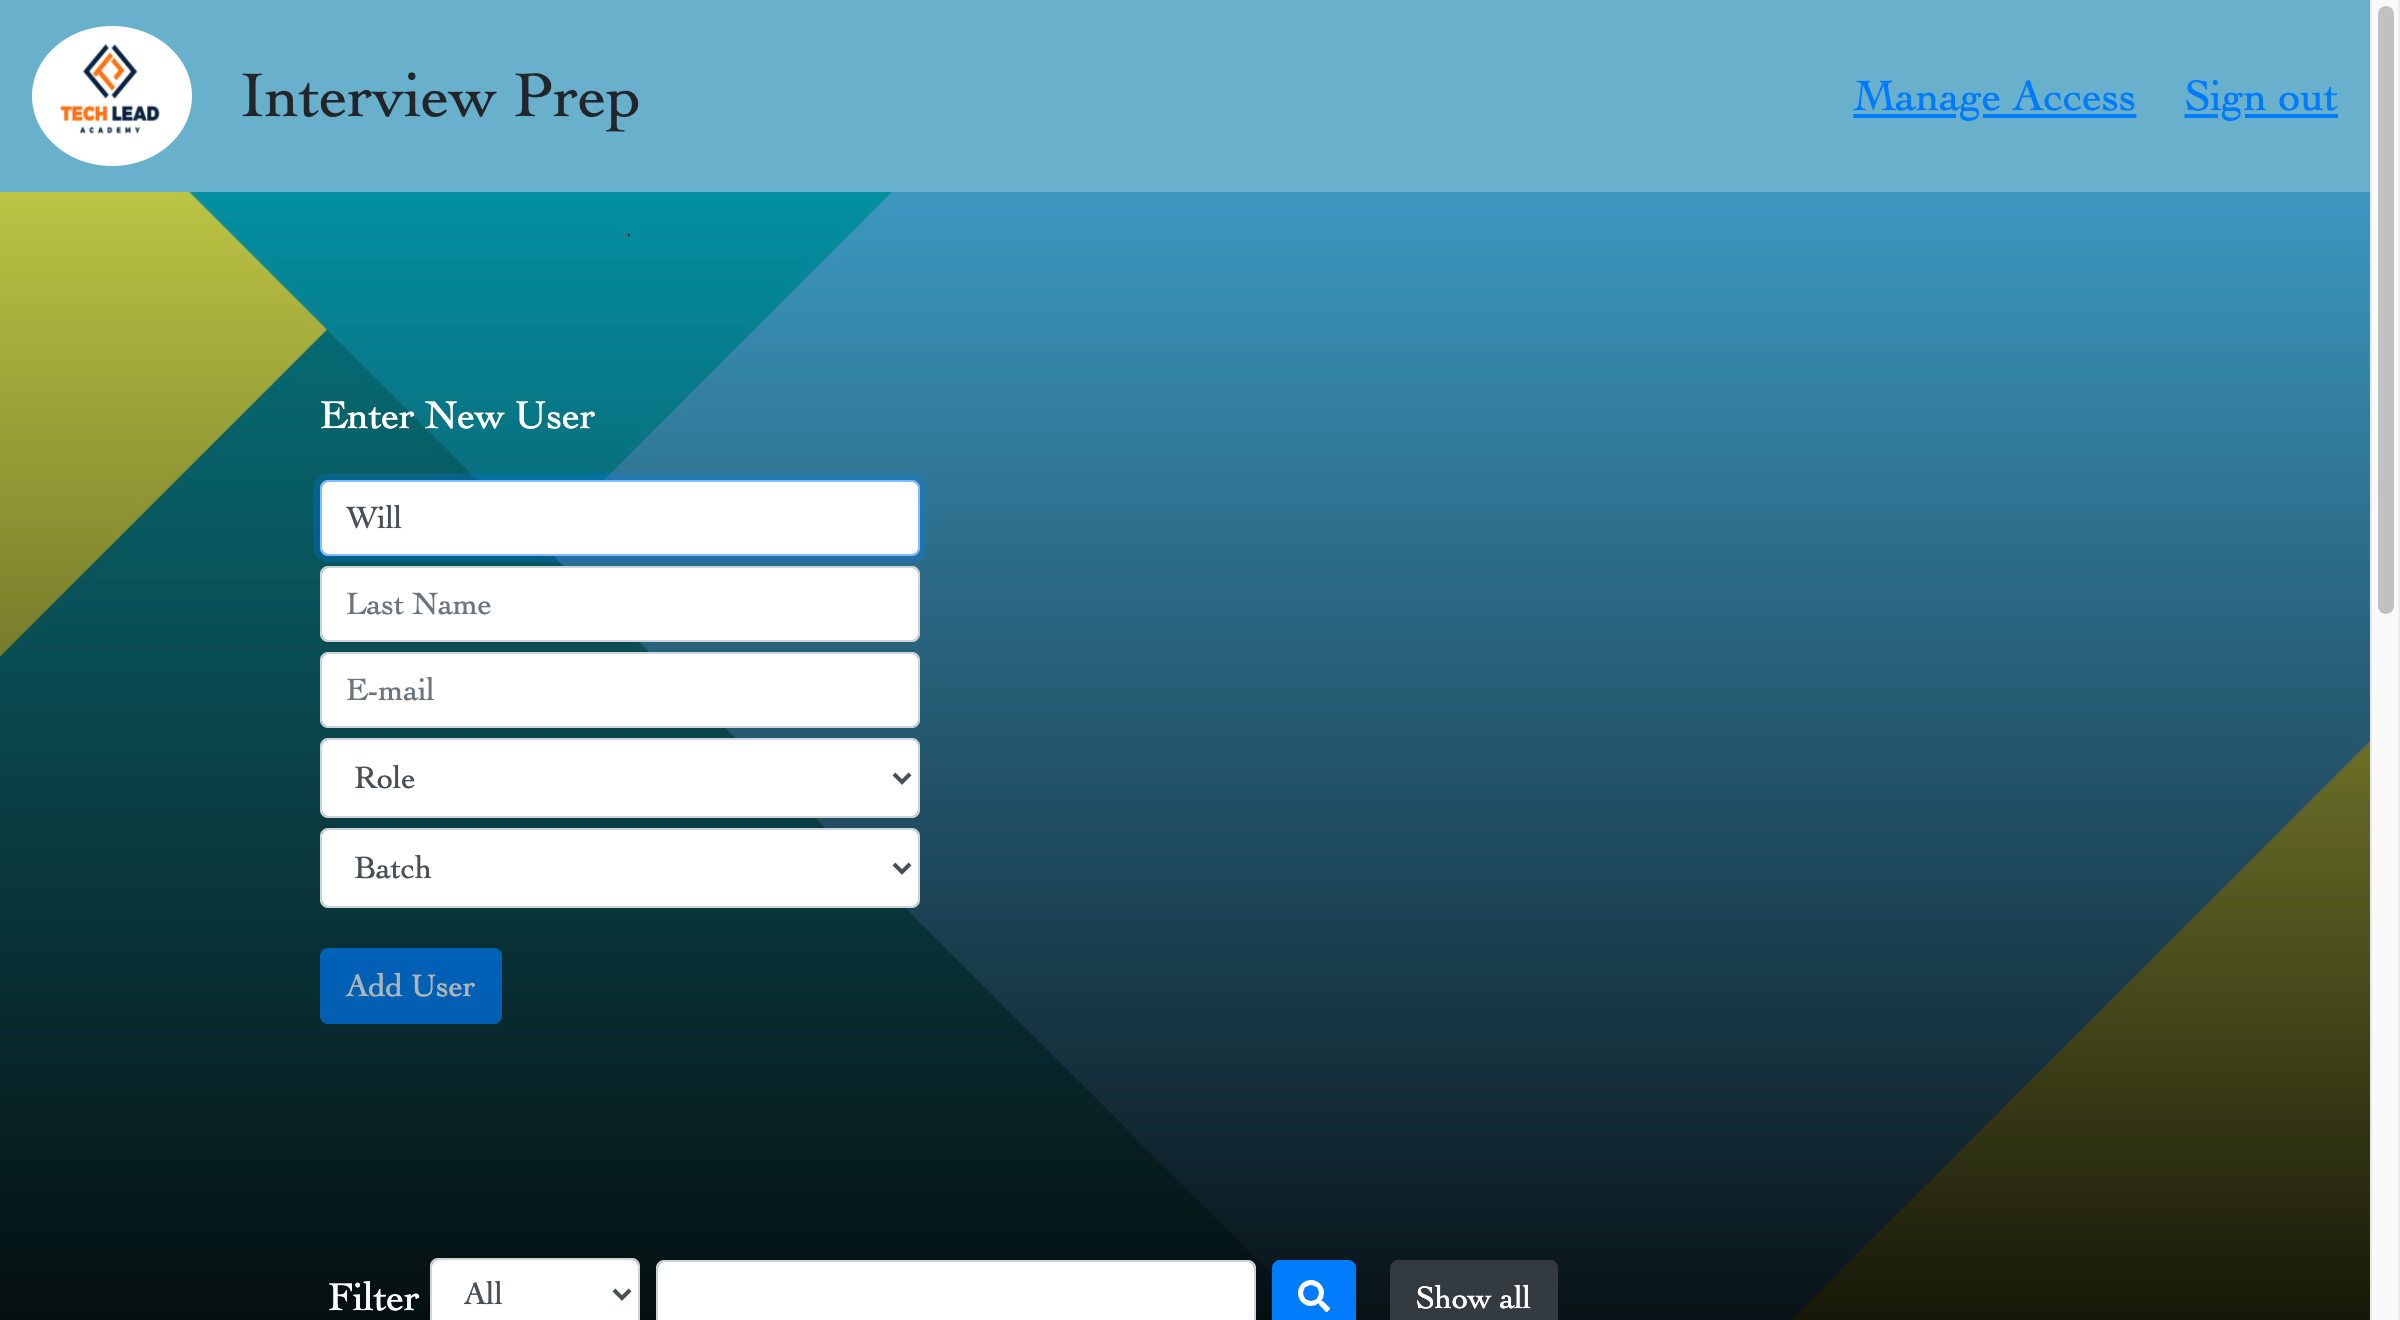 TECH LEAD
ACADEMY
Interview Prep
Manage Access
Sign out
Enter New User
Will
Last Name
E-mail
Role
Batch
Add User
Filter
All
Show all